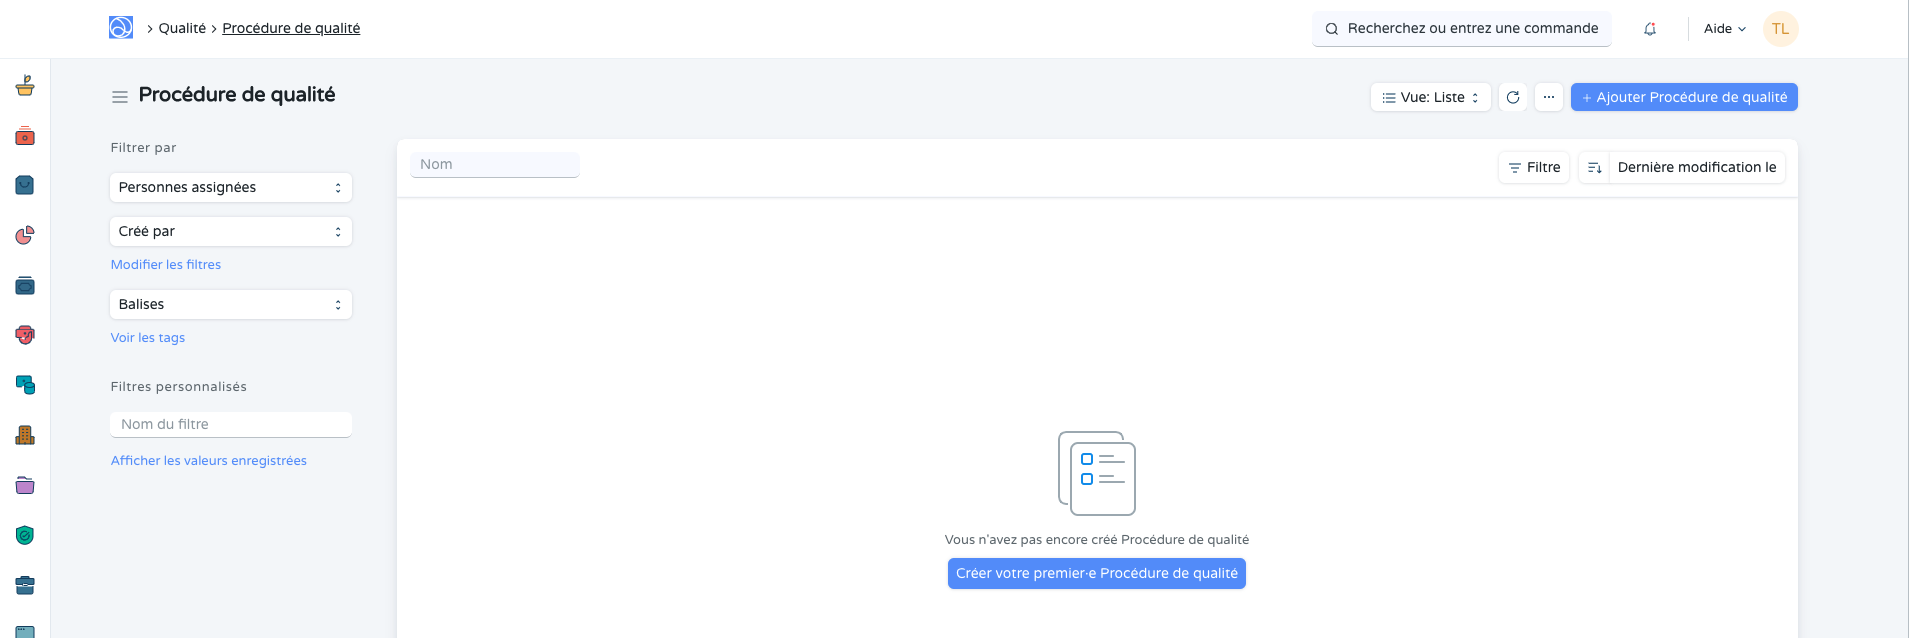 Qualité
Procédure de qualité
Recherchez ou entrez une commande
Aide
TL
Procédure de qualité
Vue: Liste
+ Ajouter Procédure de qualité
Filtrer par
Personnes assignées
Créé par
Modifier les filtres
Balises
Voir les tags
Filtres personnalisés
Nom du filtre
Afficher les valeurs enregistrées
Nom
Filtre
Dernière modification le
Vous n'avez pas encore créé Procédure de qualité
Créer votre premier·e Procédure de qualité